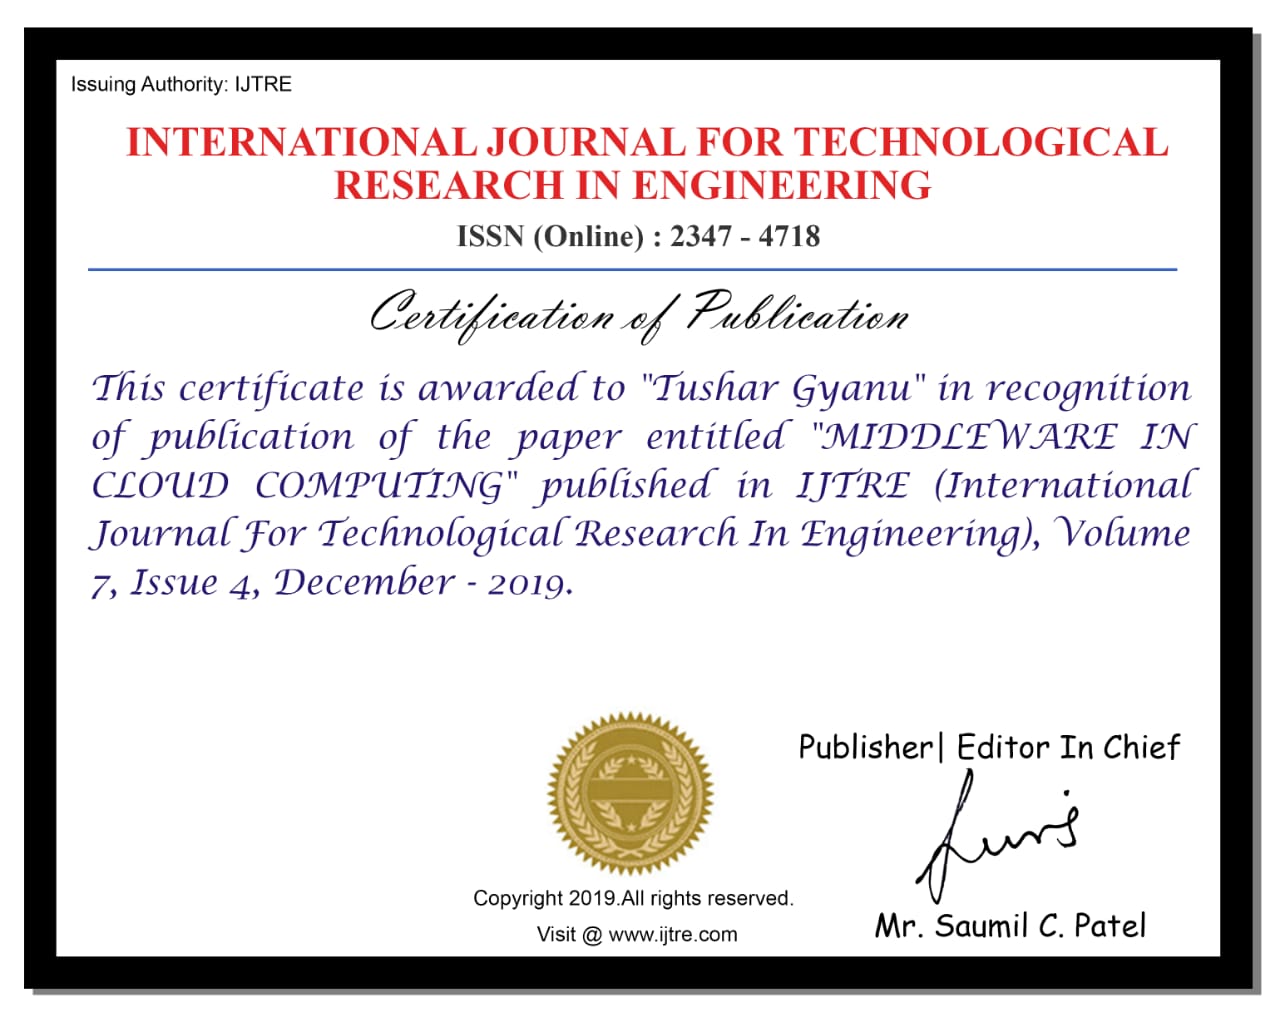 Issuing Authority: IJTRE
INTERNATIONAL JOURNAL FOR TECHNOLOGICAL
RESEARCH IN ENGINEERING
ISSN (Online) : 2347 - 4718
Certification of Publication
This certificate is awarded to "Tushar Gyanu" in recognition
of publication of the paper entitled "MIDDLEWARE IN
CLOUD COMPUTING" published in IJTRE (International
Journal For Technological Research In Engineering), Volume
7, Issue 4, December - 2019.
Publisher| Editor In Chief
Copyright 2019.All rights reserved.
Visit @ www.ijtre.com
Mr. Saumil C. Patel